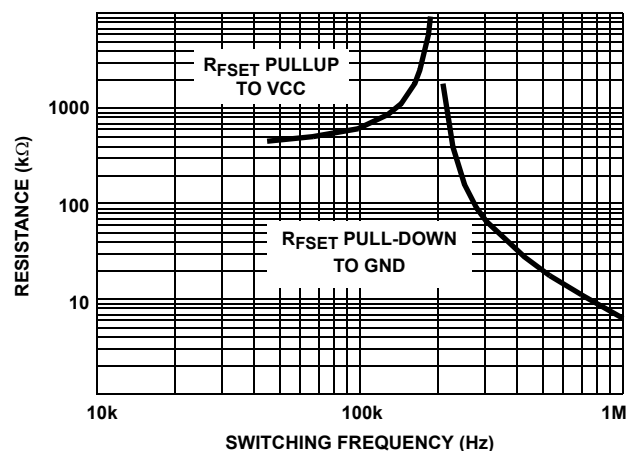 RFSET PULLUP
TO VCC
1000
100
10
RFSET PULL-DOWN
TO GND
RESISTANCE (kΩ)
10k
100k
1M
SWITCHING FREQUENCY (Hz)